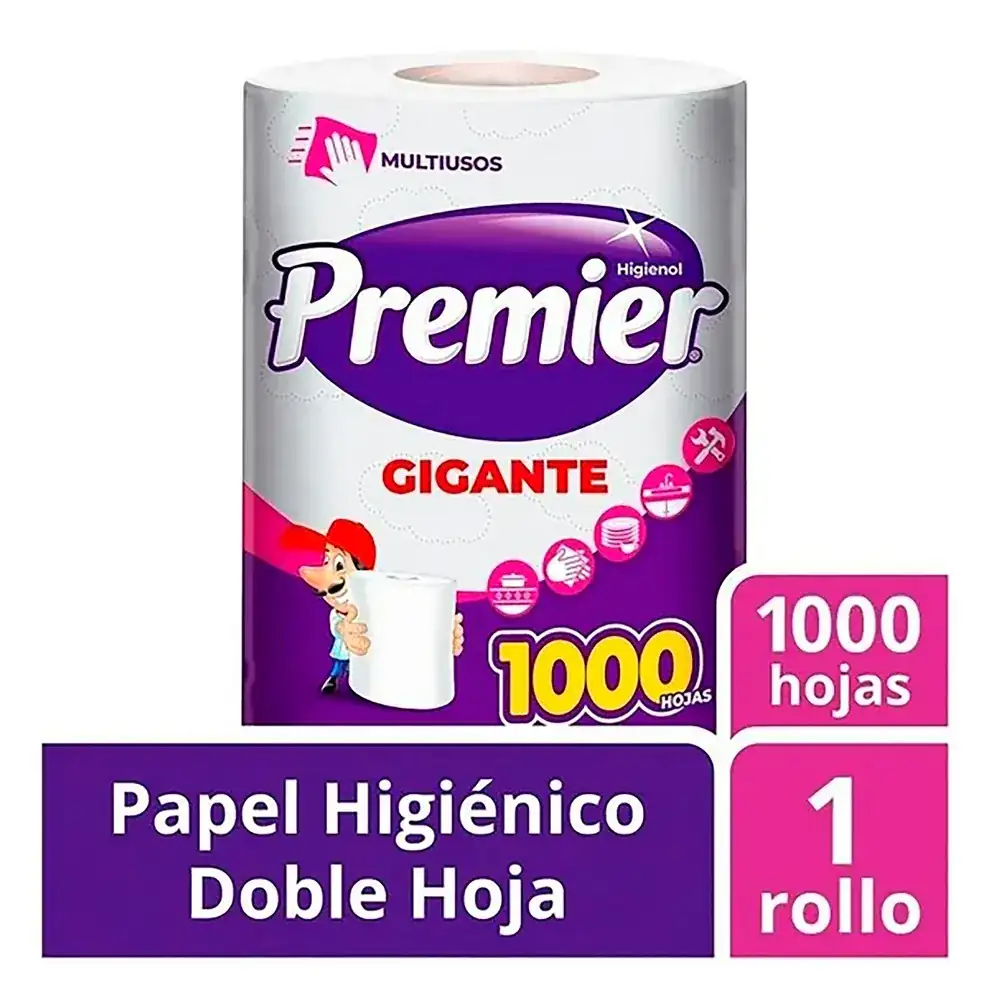 MULTIUSOS
Higienol
Premier®
GIGANTE
1000
HOJAS
1000
hojas
Papel Higiénico
Doble Hoja
1
rollo